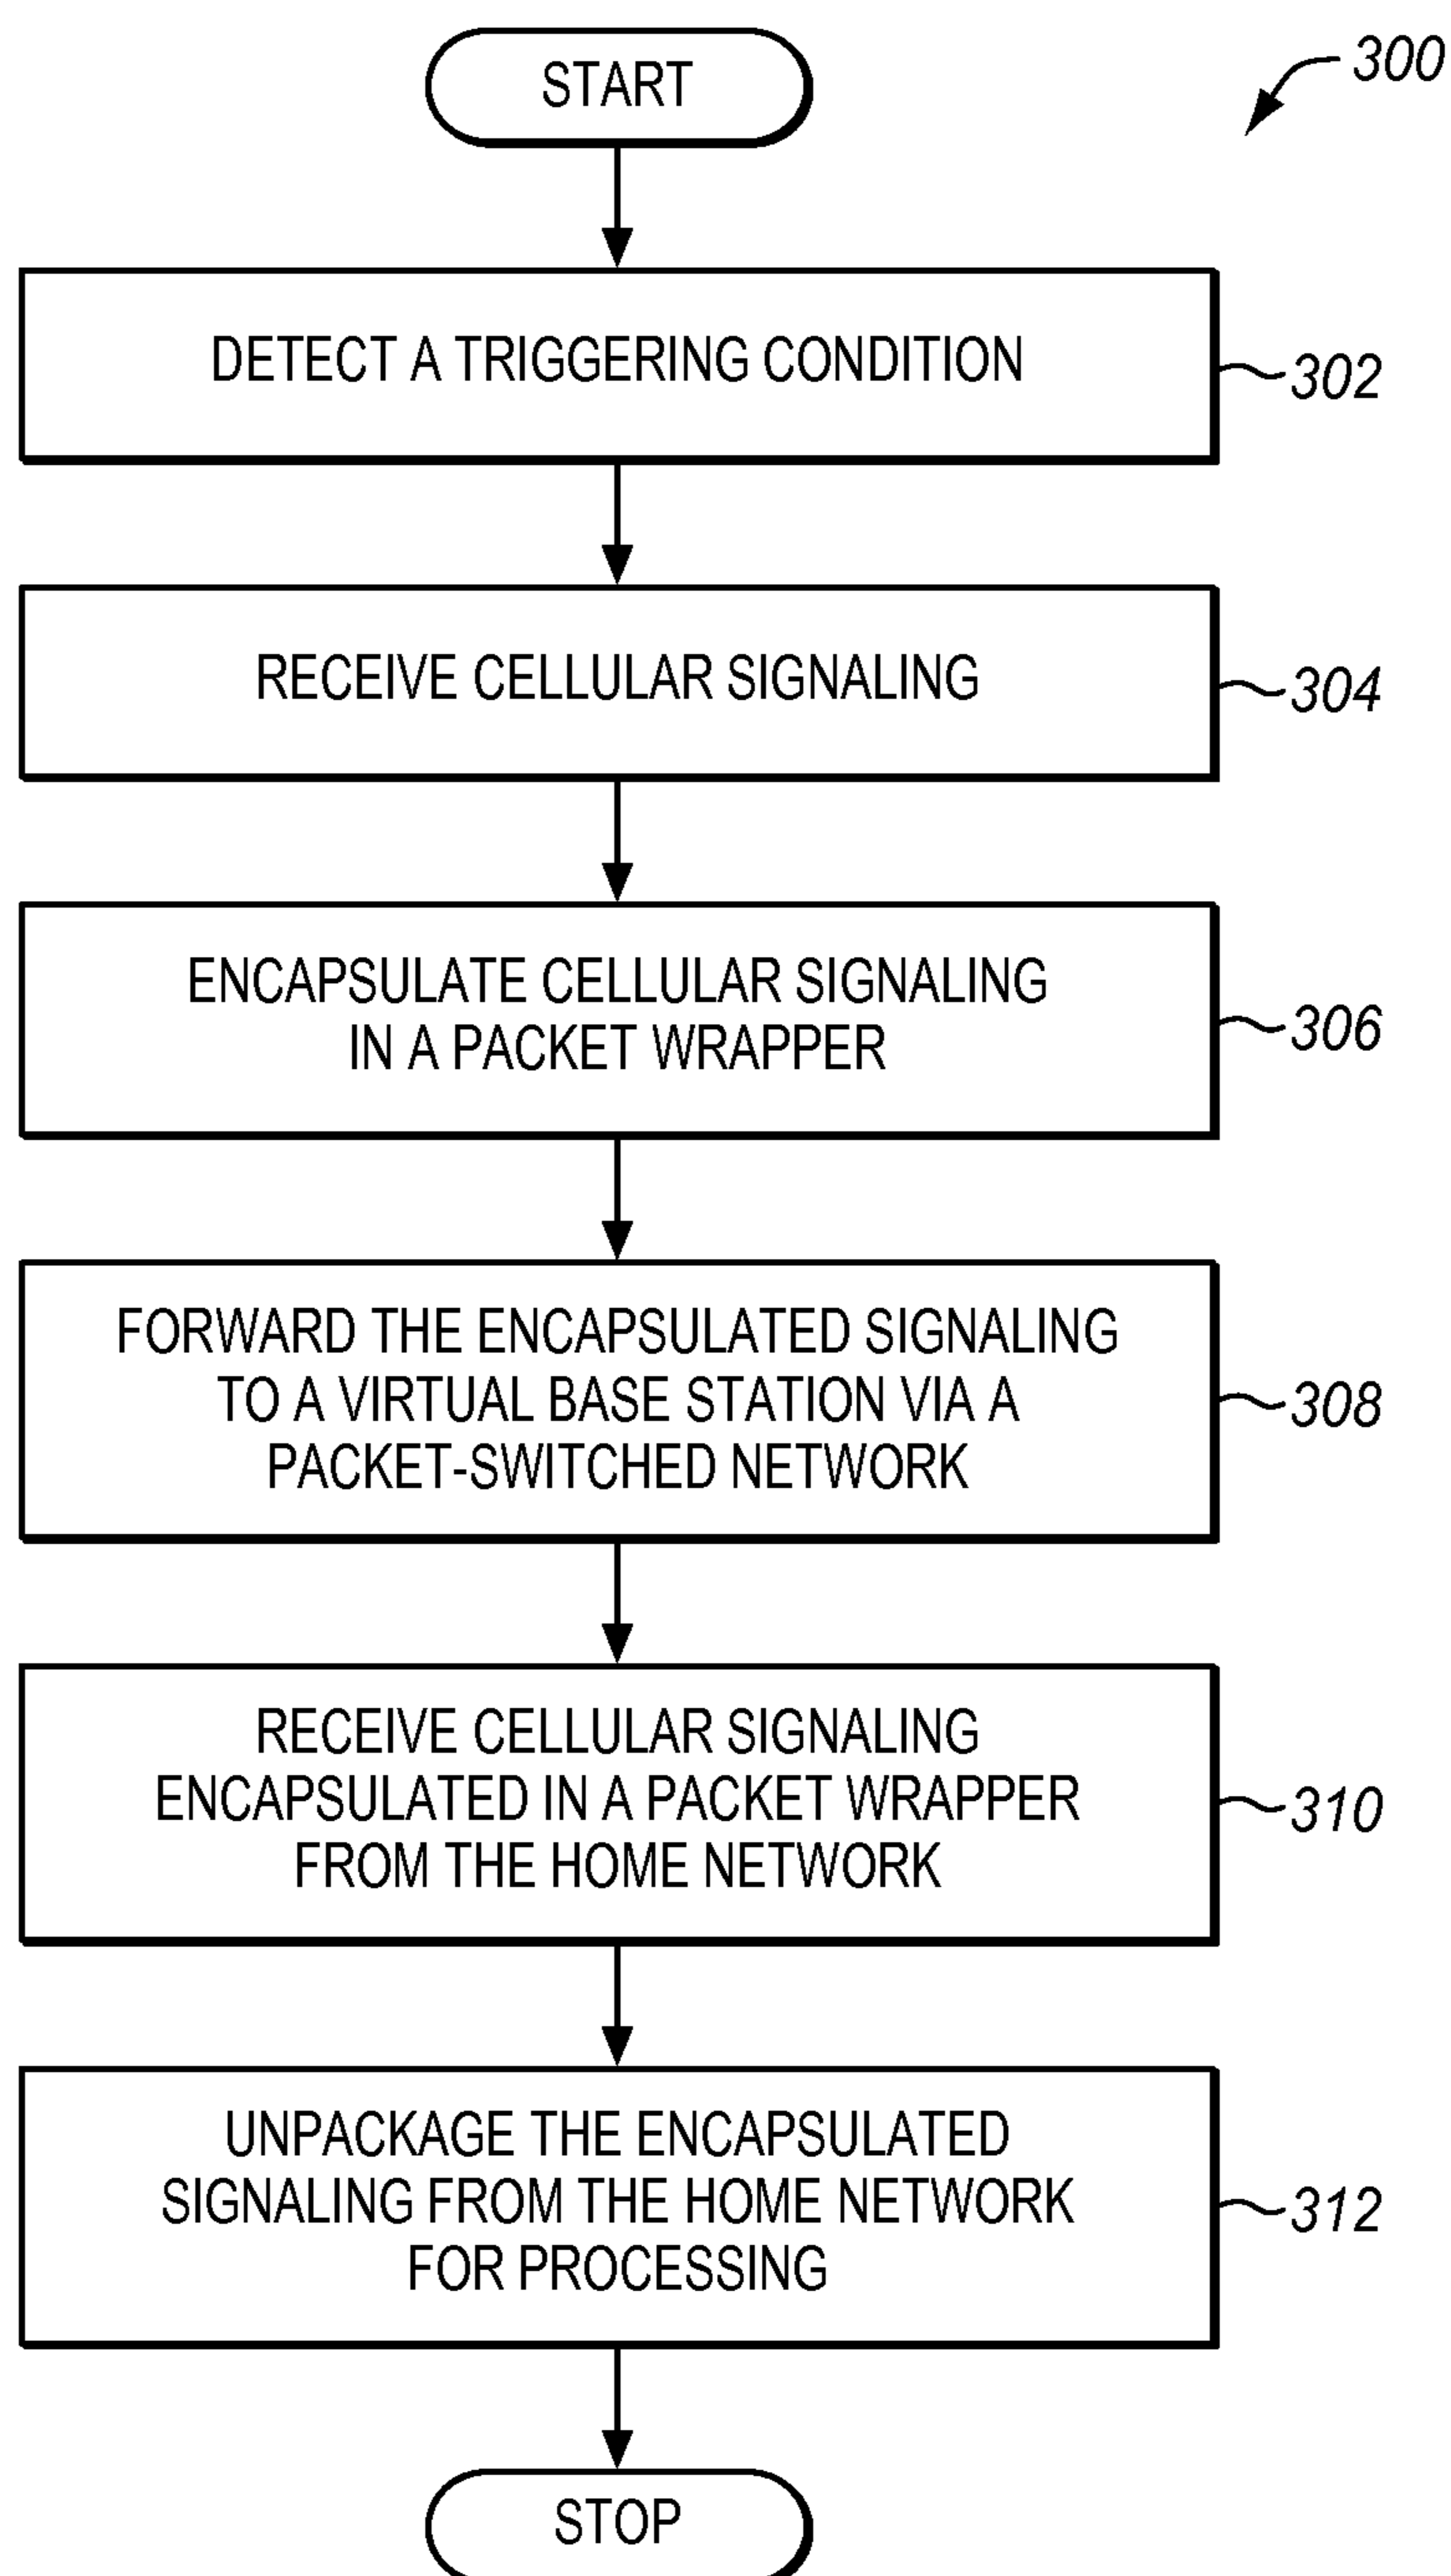 START
300
DETECT A TRIGGERING CONDITION
302
RECEIVE CELLULAR SIGNALING
304
ENCAPSULATE CELLULAR SIGNALING
IN A PACKET WRAPPER
306
FORWARD THE ENCAPSULATED SIGNALING
TO A VIRTUAL BASE STATION VIA A
PACKET-SWITCHED NETWORK
308
RECEIVE CELLULAR SIGNALING
ENCAPSULATED IN A PACKET WRAPPER
FROM THE HOME NETWORK
310
UNPACKAGE THE ENCAPSULATED
SIGNALING FROM THE HOME NETWORK
FOR PROCESSING
312
STOP